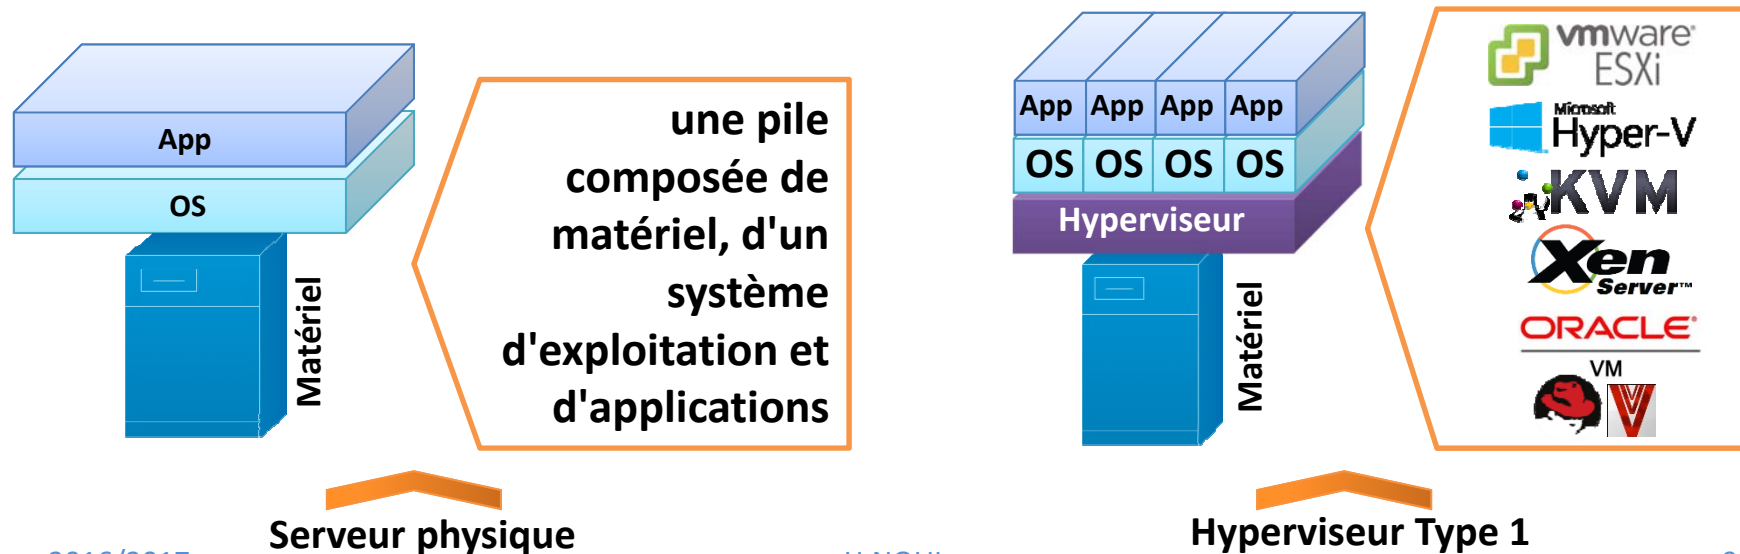 App
OS
Matériel
une pile
composée de
matériel, d'un
système
d'exploitation et
d'applications
Serveur physique
App App App App
OS OS OS OS
Hyperviseur
Matériel
vmware
ESXi
Microsoft
Hyper-V
KVM
Xen
Server™
ORACLE
VM
Hyperviseur Type 1